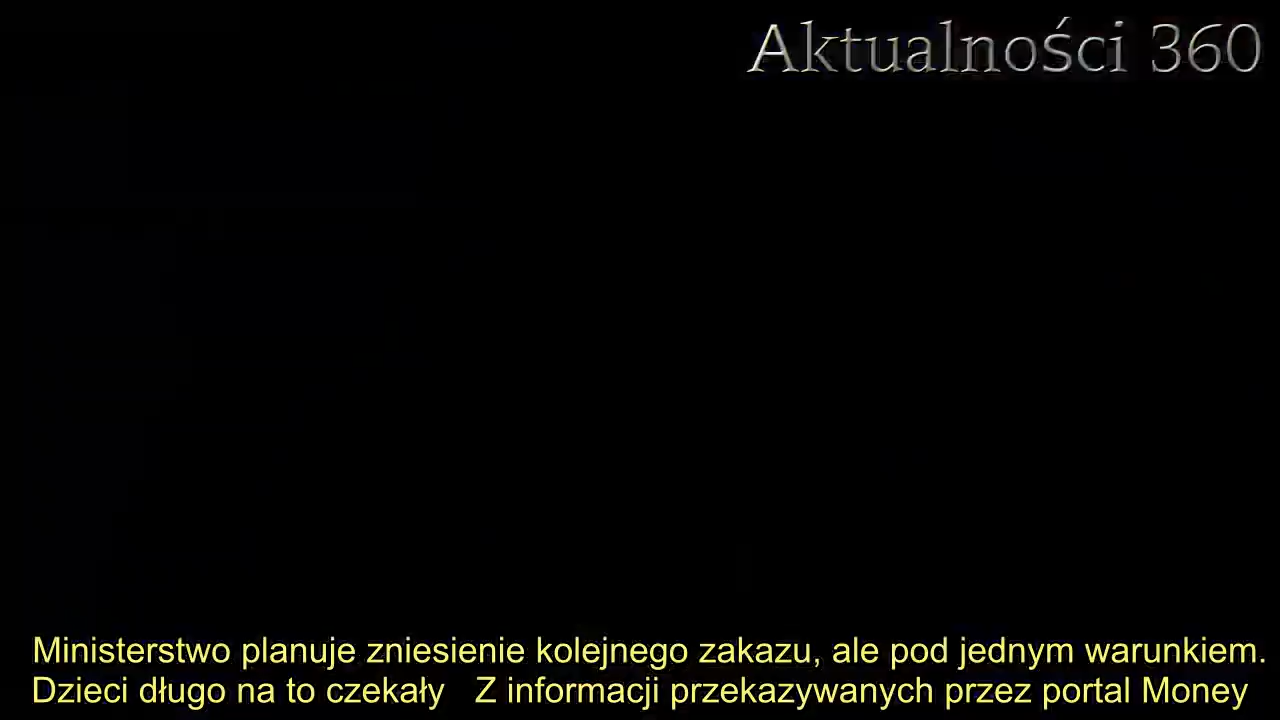 Aktualności 360
Ministerstwo planuje zniesienie kolejnego zakazu, ale pod jednym warunkiem.
Dzieci długo na to czekały   Z informacji przekazywanych przez portal Money